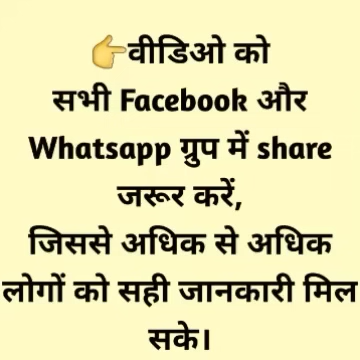 👉वीडिओ को
सभी Facebook और
Whatsapp ग्रुप में share
जरूर करें,
जिससे अधिक से अधिक
लोगों को सही जानकारी मिल
सके।